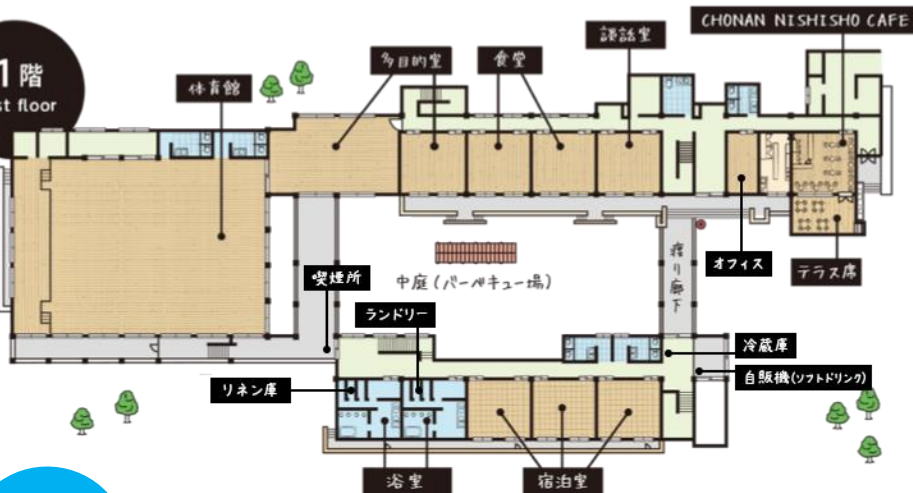 1階
st floor
体育館
多目的室
食堂
談話室
CHONAN NISHISHO CAFE
オフィス
テラス席
渡り廊下
中庭(バーベキュー場)
喫煙所
ランドリー
リネン庫
冷蔵庫
自販機(ソフトドリンク)
浴室
宿泊室